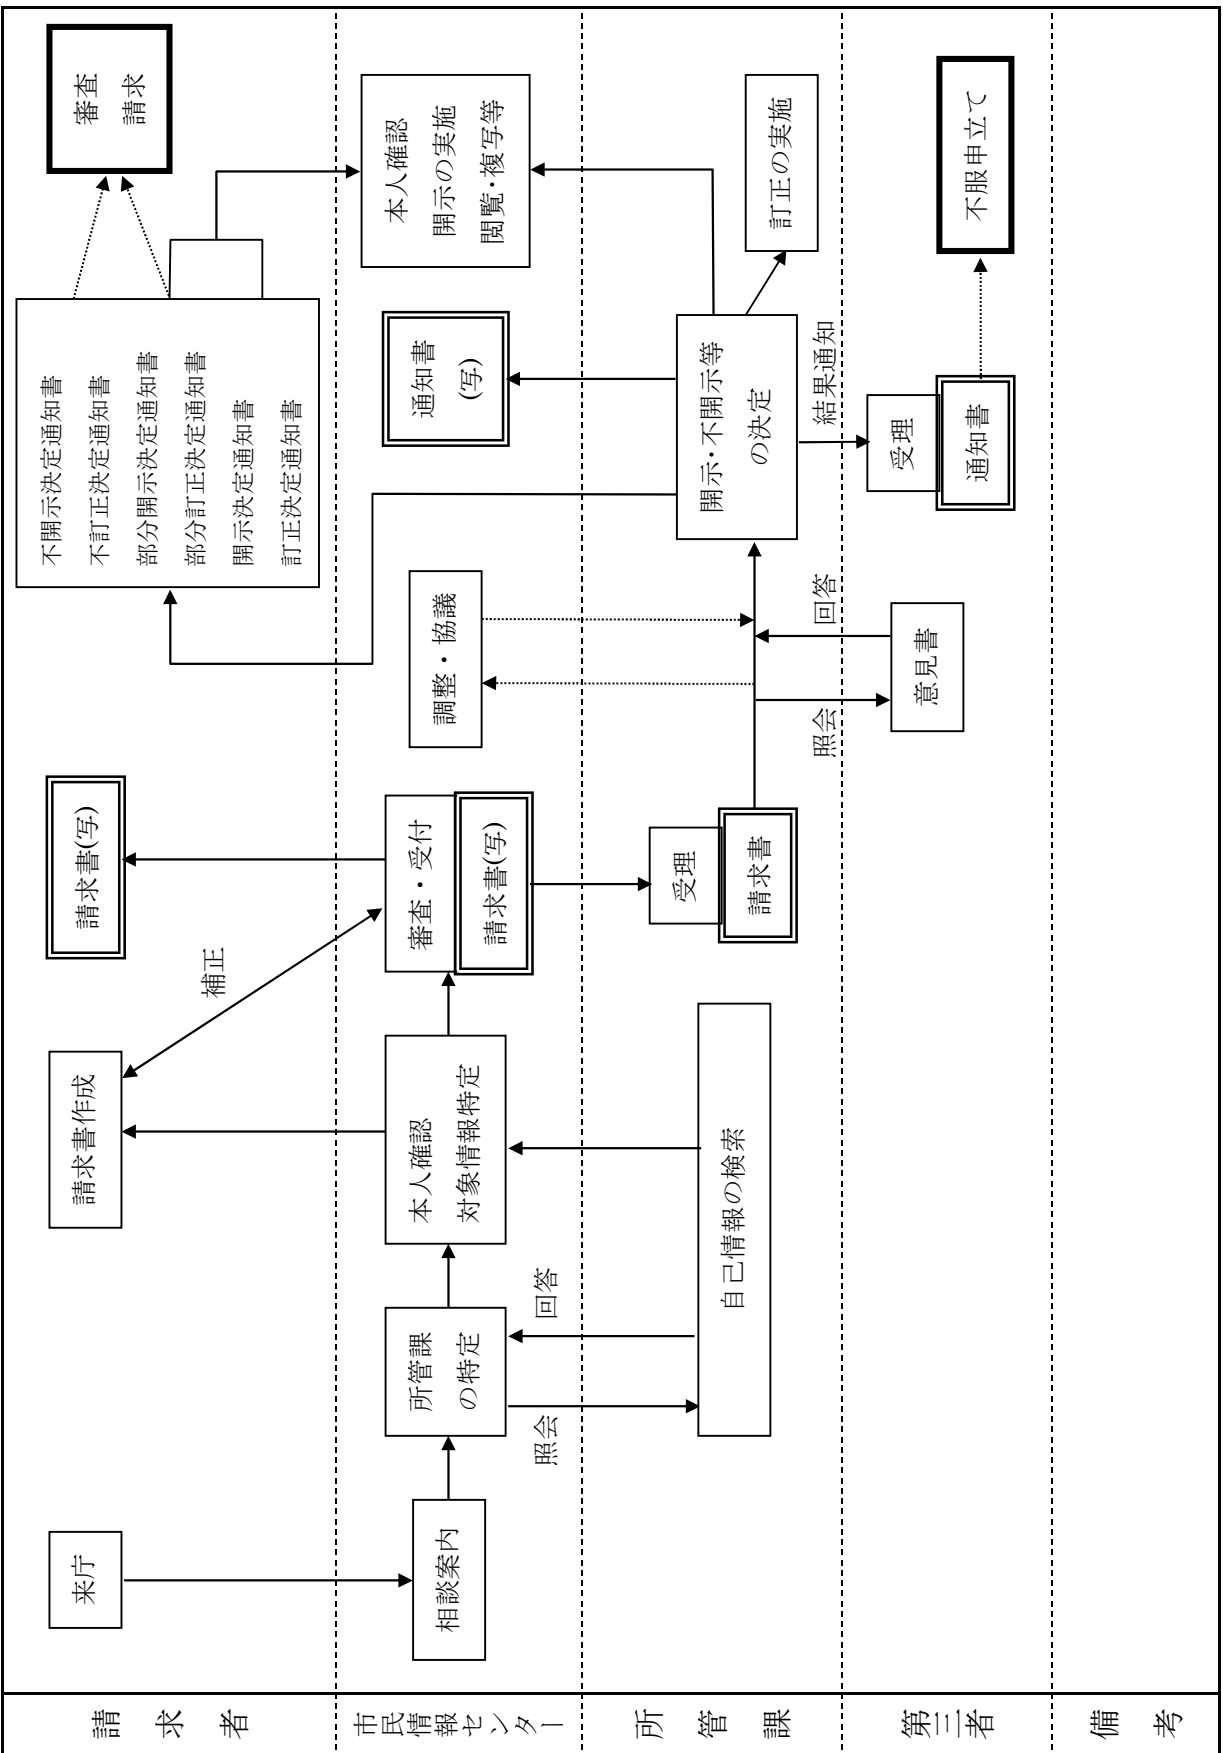 請求者
来庁
請求書作成
補正
請求書(写)
不開示決定通知書
不訂正決定通知書
部分開示決定通知書
部分訂正決定通知書
開示決定通知書
訂正決定通知書
審査
請求
市民情報センター
相談案内
所管課
の特定
照会
回答
本人確認
対象情報特定
審査・受付
請求書(写)
調整・協議
通知書
(写)
本人確認
開示の実施
閲覧・複写等
所管課
自己情報の検索
受理
請求書
照会
回答
開示・不開示等
の決定
結果通知
訂正の実施
第三者
意見書
受理
通知書
不服申立て
備考